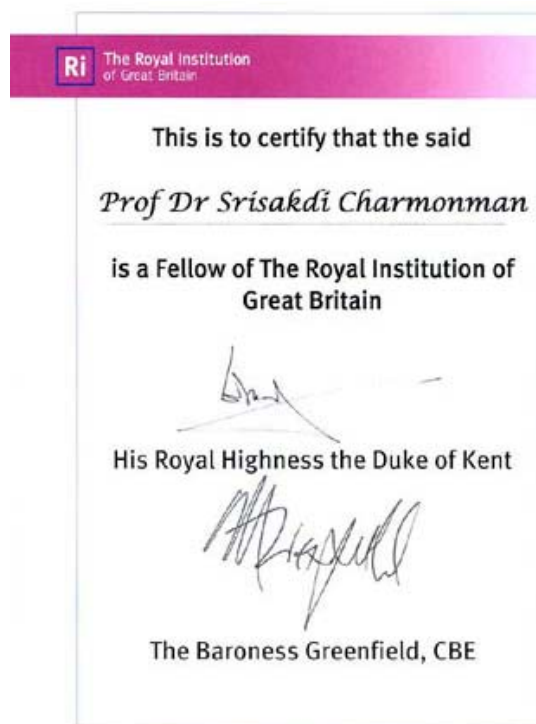 Ri
The Royal Institution
of Great Britain
This is to certify that the said
Prof Dr Srisakdi Charmonman
is a Fellow of The Royal Institution of
Great Britain
His Royal Highness the Duke of Kent
The Baroness Greenfield, CBE